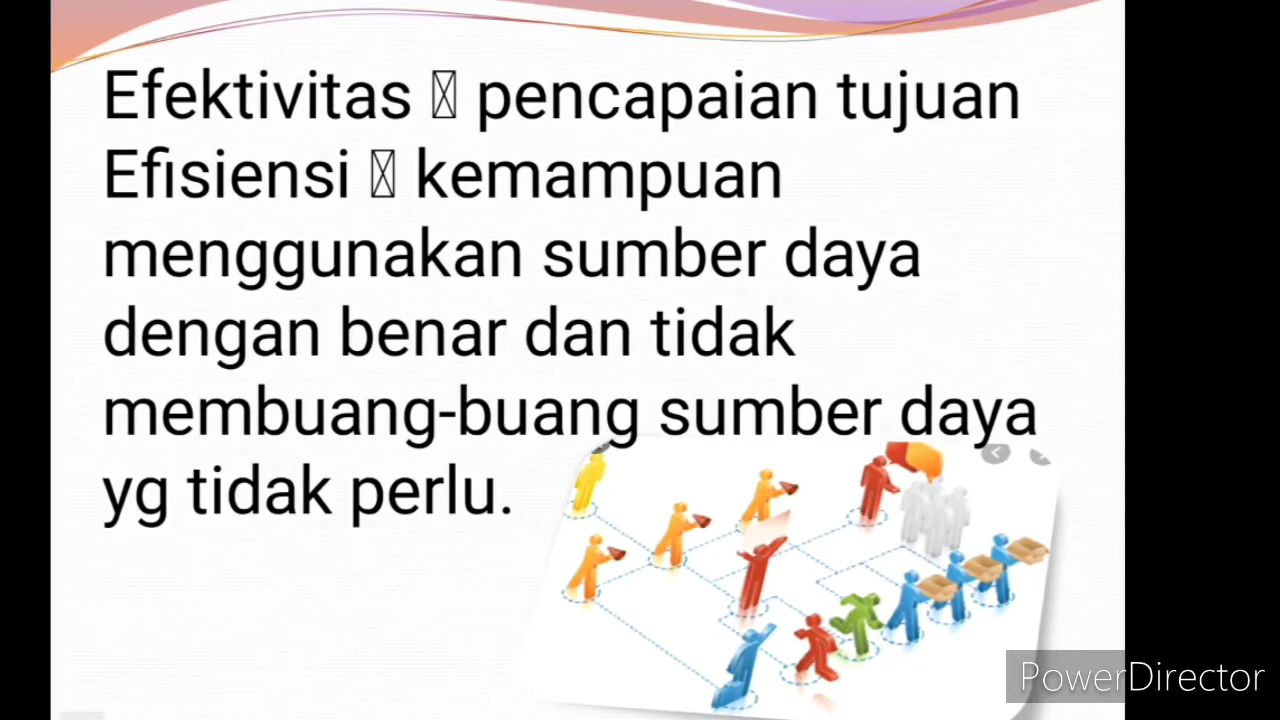 Efektivitas  pencapaian tujuan
Efisiensi  kemampuan
menggunakan sumber daya
dengan benar dan tidak
membuang-buang sumber daya
yg tidak perlu.
PowerDirector